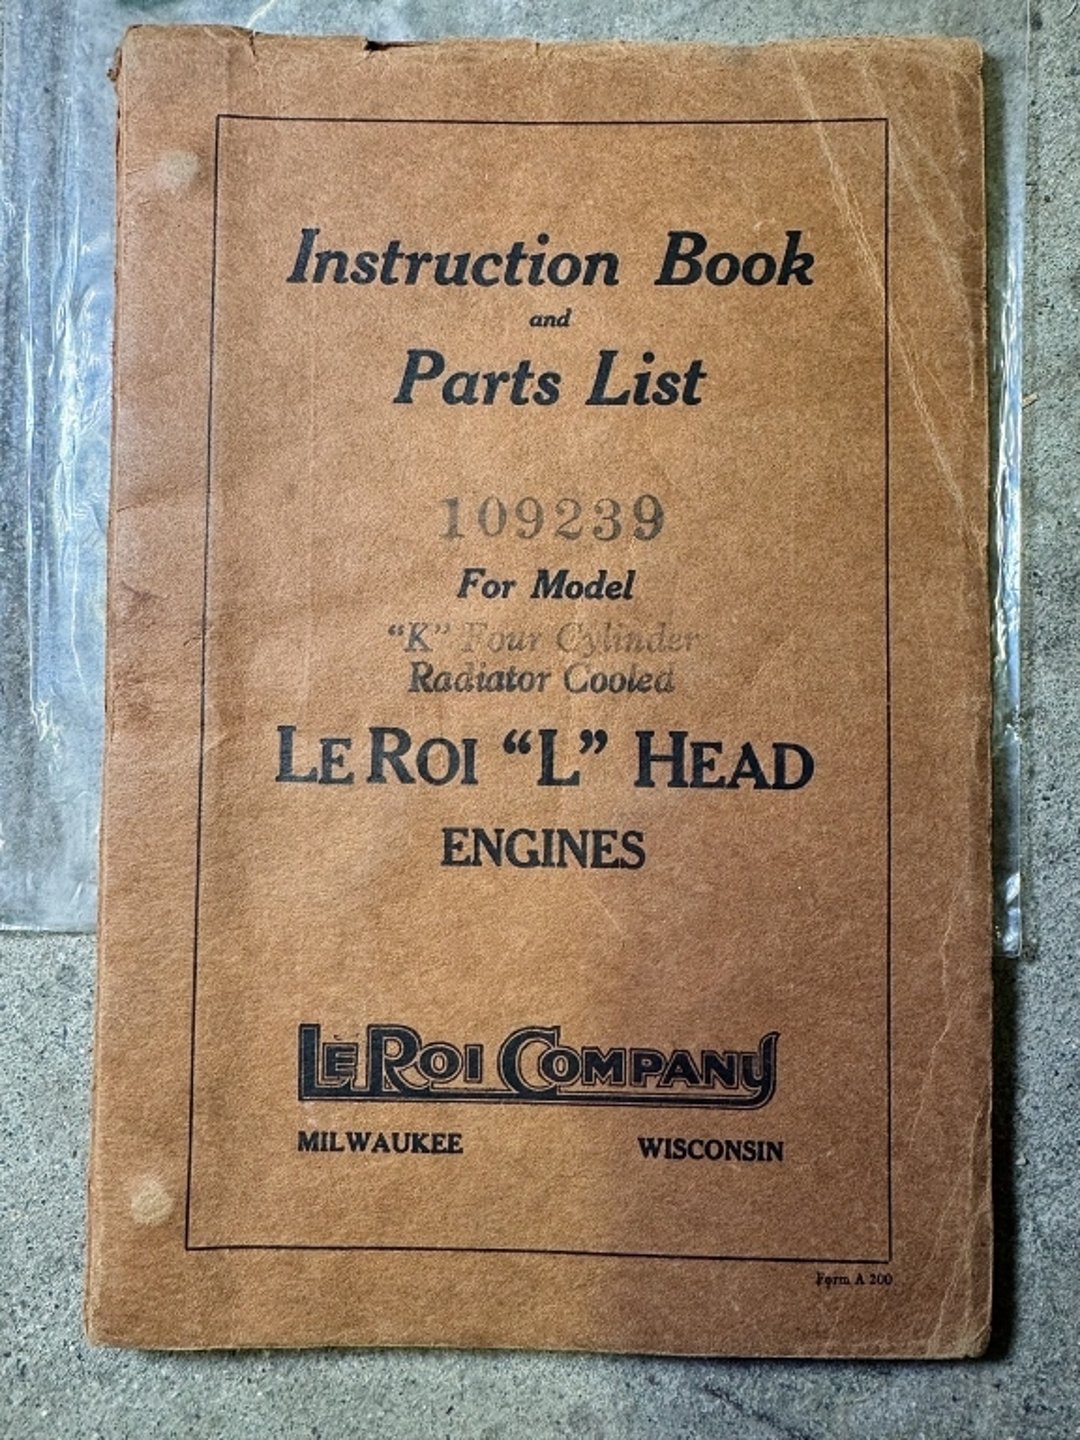 Instruction Book
and
Parts List
109239
For Model
"K" Four Cylinder
Radiator Cooled
LE ROI "L" HEAD
ENGINES
LE ROI COMPANY
MILWAUKEE WISCONSIN
Form A 200